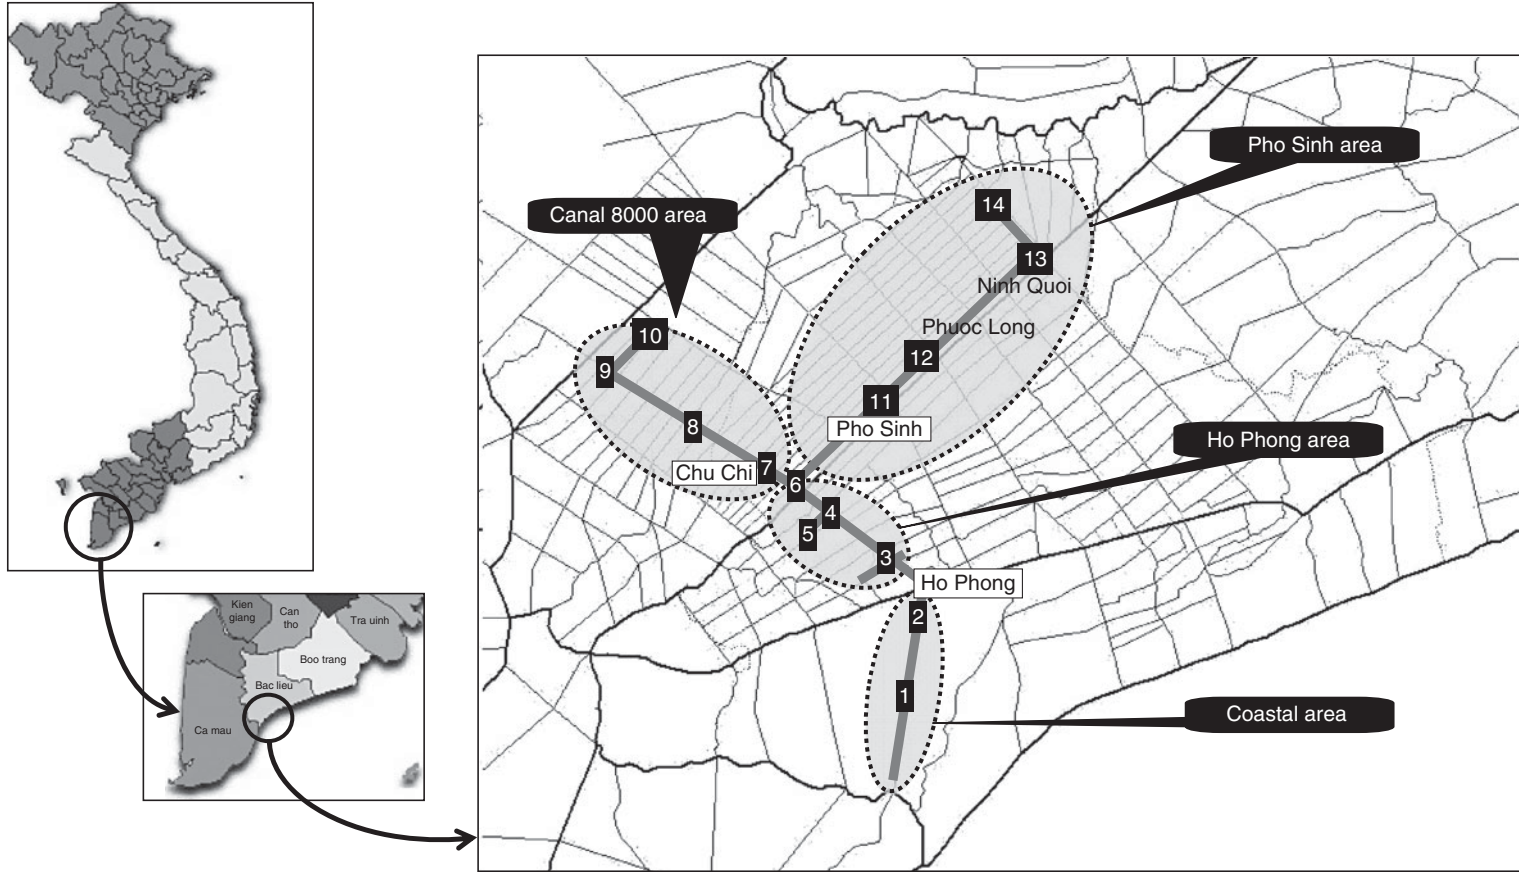 Pho Sinh area
14
Canal 8000 area
13
Ninh Quoi
Phuoc Long
10
12
9
11
8
Pho Sinh
Ho Phong area
Chu Chi
7
6
4
5
3
Ho Phong
2
1
Coastal area
Kien
giang
Can
tho
Tra uinh
Boo trang
Bac lieu
Ca mau